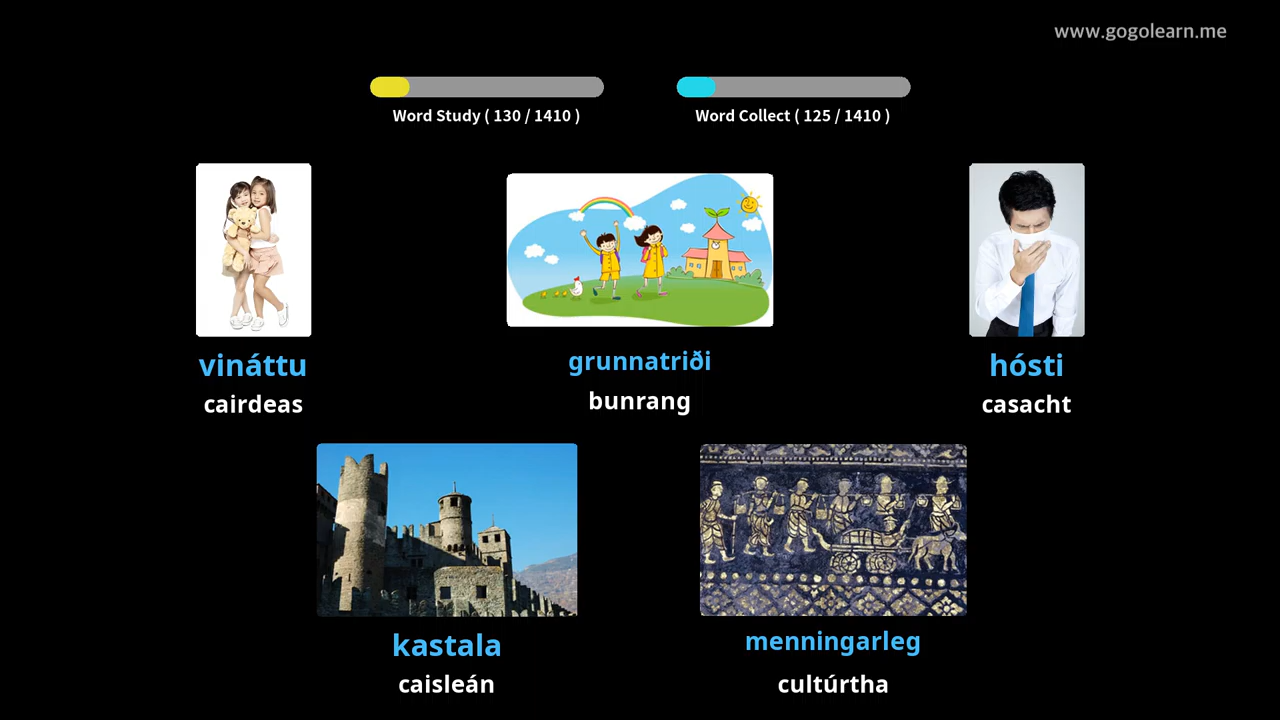 www.gogolearn.me
Word Study ( 130 / 1410 )
Word Collect ( 125 / 1410 )
vináttu
cairdeas
grunnatriði
bunrang
hósti
casacht
kastala
caisleán
menningarleg
cultúrtha